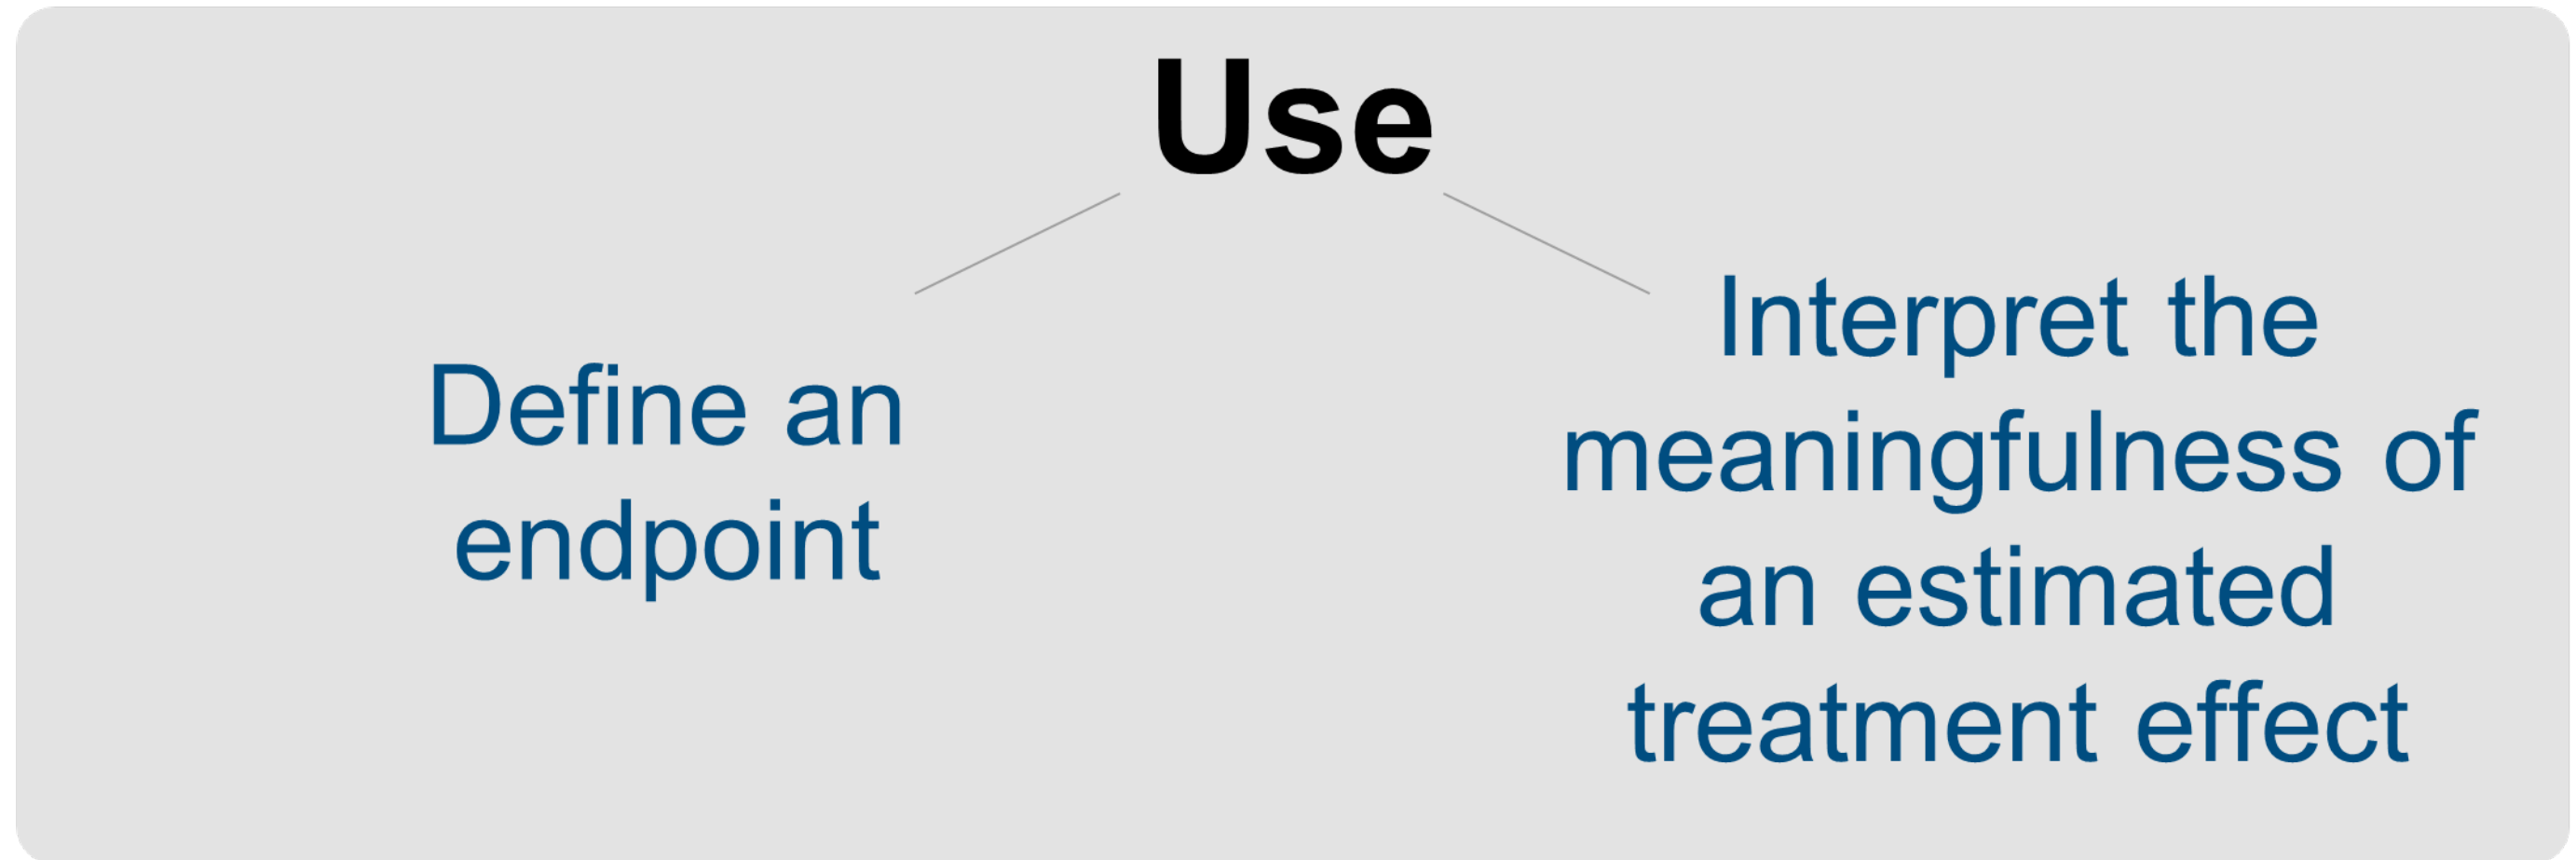 Use
Define an
endpoint
Interpret the
meaningfulness of
an estimated
treatment effect